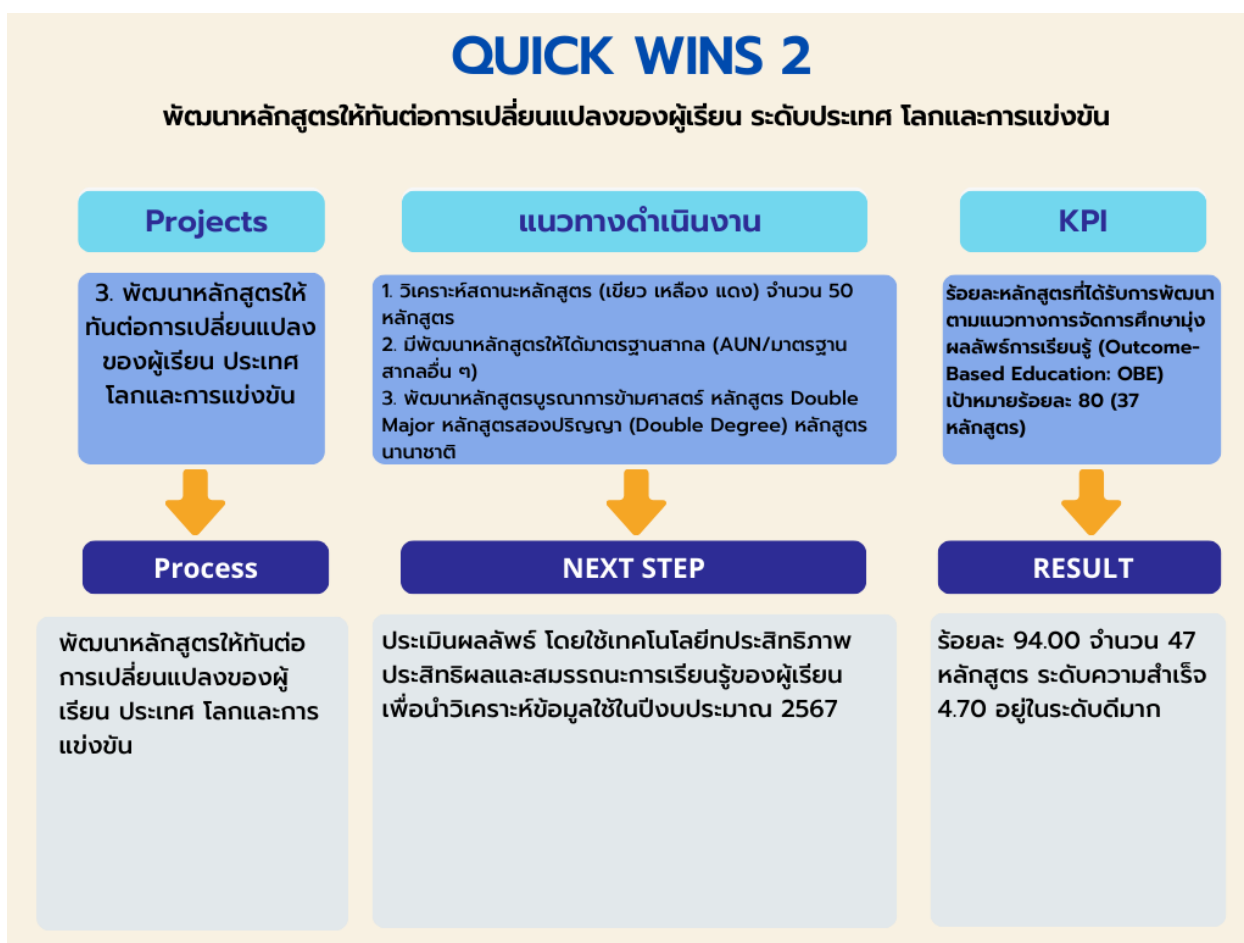 QUICK WINS 2
พัฒนาหลักสูตรให้ทันต่อการเปลี่ยนแปลงของผู้เรียน ระดับประเทศ โลกและการแข่งขัน
Projects
แนวทางดำเนินงาน
KPI
3. พัฒนาหลักสูตรให้
ทันต่อการเปลี่ยนแปลง
ของผู้เรียน ประเทศ
โลกและการแข่งขัน
1. วิเคราะห์สถานะหลักสูตร (เขียว เหลือง แดง) จำนวน 50
หลักสูตร
2. มีพัฒนาหลักสูตรให้ได้มาตรฐานสากล (AUN/มาตรฐาน
สากลอื่น ๆ)
3. พัฒนาหลักสูตรบูรณาการข้ามศาสตร์ หลักสูตร Double
Major หลักสูตรสองปริญญา (Double Degree) หลักสูตร
นานาชาติ
ร้อยละหลักสูตรที่ได้รับการพัฒนา
ตามแนวทางการจัดการศึกษามุ่ง
ผลลัพธ์การเรียนรู้ (Outcome-
Based Education: OBE)
เป้าหมายร้อยละ 80 (37
หลักสูตร)
Process
NEXT STEP
RESULT
พัฒนาหลักสูตรให้ทันต่อ
การเปลี่ยนแปลงของผู้
เรียน ประเทศ โลกและการ
แข่งขัน
ประเมินผลลัพธ์ โดยใช้เทคโนโลยีทประสิทธิภาพ
ประสิทธิผลและสมรรถนะการเรียนรู้ของผู้เรียน
เพื่อนำวิเคราะห์ข้อมูลใช้ในปีงบประมาณ 2567
ร้อยละ 94.00 จำนวน 47
หลักสูตร ระดับความสำเร็จ
4.70 อยู่ในระดับดีมาก